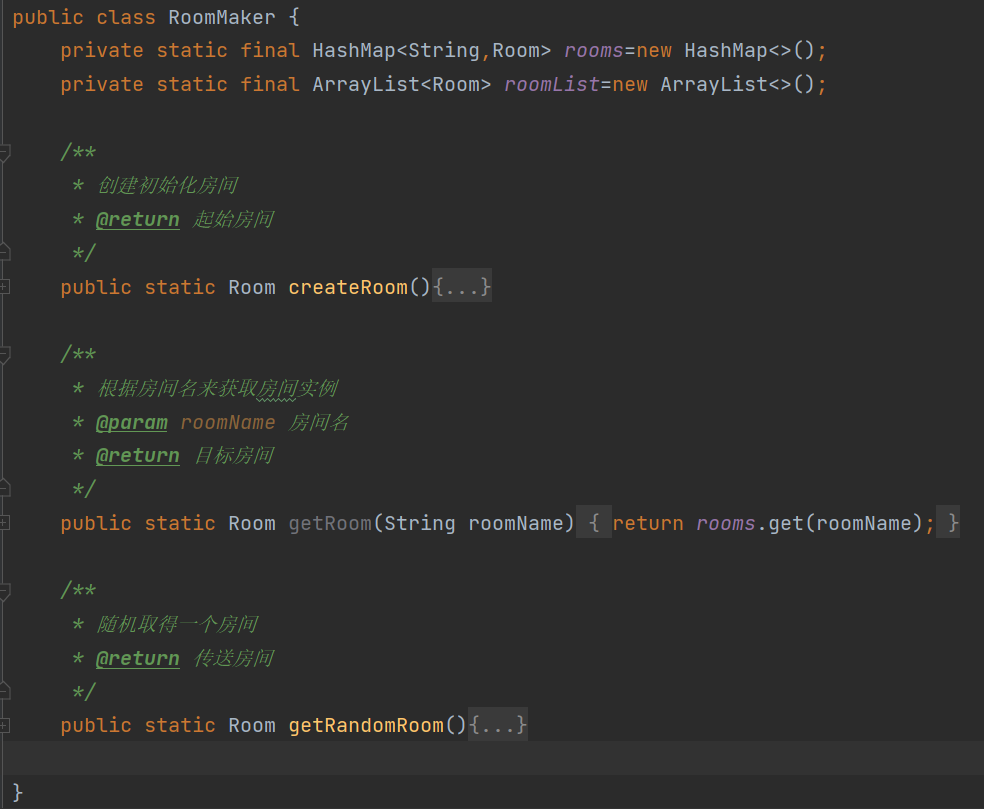 public class RoomMaker {
    private static final HashMap<String,Room> rooms=new HashMap<>();
    private static final ArrayList<Room> roomList=new ArrayList<>();
    /**
     * 创建初始化房间
     * @return 起始房间
     */
    public static Room createRoom(){...}
    /**
     * 根据房间名来获取房间实例
     * @param roomName 房间名
     * @return 目标房间
     */
    public static Room getRoom(String roomName) { return rooms.get(roomName); }
    /**
     * 随机取得一个房间
     * @return 传送房间
     */
    public static Room getRandomRoom(){...}
}